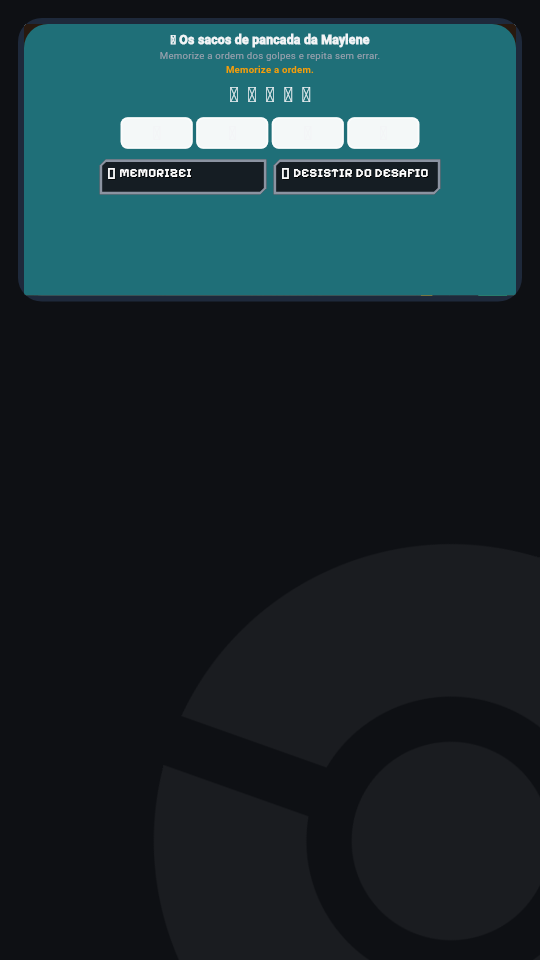 Os sacos de pancada da Maylene
Memorize a ordem dos golpes e repita sem errar.
Memorize a ordem.
MEMORIZEI
DESISTIR DO DESAFIO